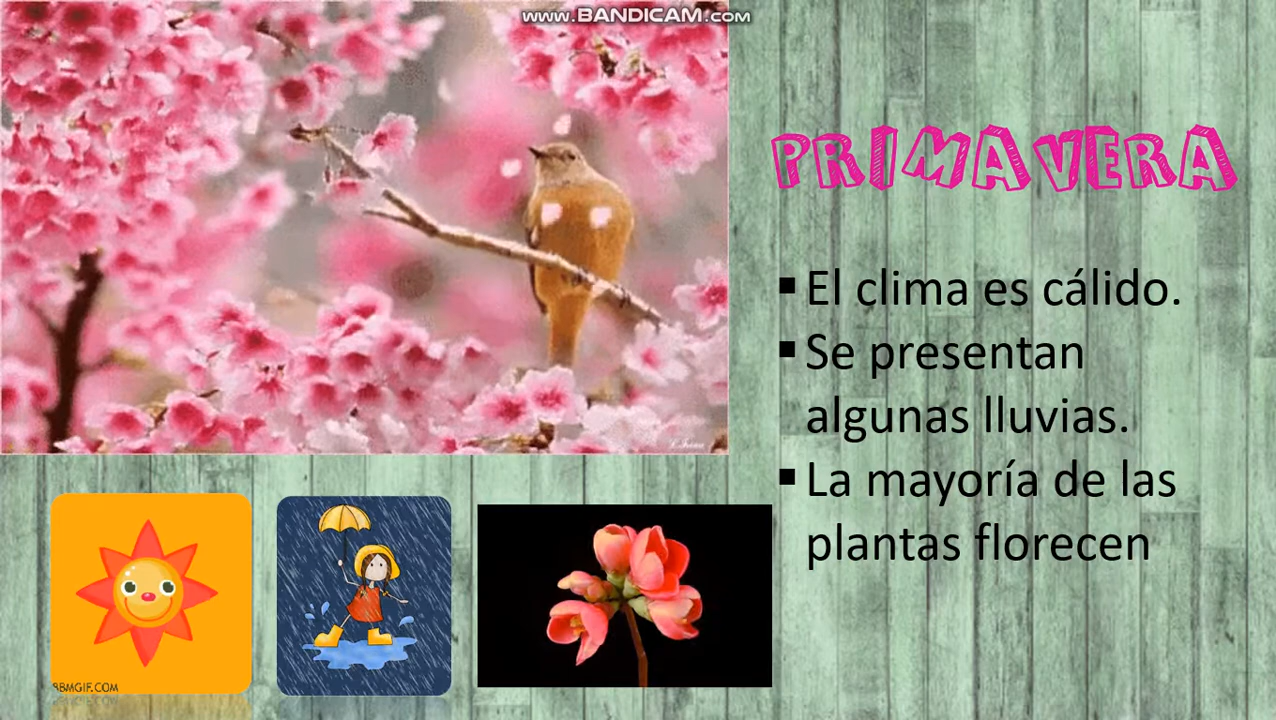 www.BANDICAM.com
PRIMAVERA
▪ El clima es cálido.
▪ Se presentan
algunas lluvias.
▪ La mayoría de las
plantas florecen
BBMGIF.COM